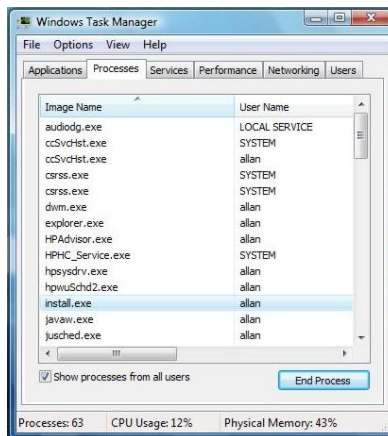 Windows Task Manager
File Options View Help
Applications Processes Services Performance Networking Users
Image Name User Name
audiodg.exe LOCAL SERVICE
ccSvcHst.exe SYSTEM
ccSvcHst.exe allan
csrss.exe SYSTEM
csrss.exe SYSTEM
dwm.exe allan
explorer.exe allan
HPAdvisor.exe allan
HPHC_Service.exe SYSTEM
hpsysdrv.exe allan
hpwuSchd2.exe allan
install.exe allan
javaw.exe allan
jusched.exe allan
Show processes from all users
End Process
Processes: 63 CPU Usage: 12% Physical Memory: 43%